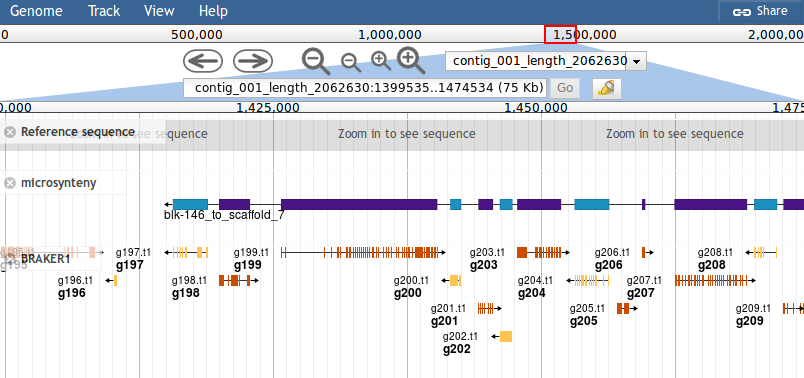 Genome Track View Help Share
0 500,000 1,000,000 1,500,000 2,000,000
contig_001_length_2062630
contig_001_length_2062630:1399535..1474534 (75 Kb) Go
0,000 1,425,000 1,450,000 1,475
Reference sequence sequence Zoom in to see sequence Zoom in to see sequence
microsynteny
blk-146_to_scaffold_7
g197.t1 g199.t1 g203.t1 g206.t1 g208.t1
g195 BRAKER1 g197 g199 g203 g206 g208
g196.t1 g198.t1 g200.t1 g204.t1 g207.t1
g196 g198 g200 g204 g207
g201.t1 g205.t1 g209.t1
g201 g205 g209
g202.t1
g202